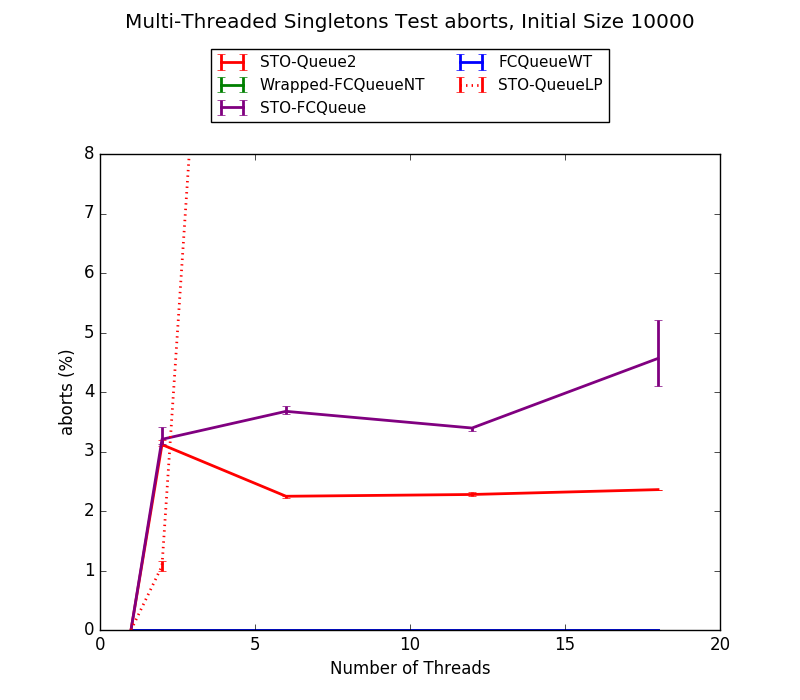 Multi-Threaded Singletons Test aborts, Initial Size 10000
STO-Queue2 FCQueueWT
Wrapped-FCQueueNT STO-QueueLP
STO-FCQueue
8
7
6
5
4
3
2
1
0
aborts (%)
0 5 10 15 20
Number of Threads